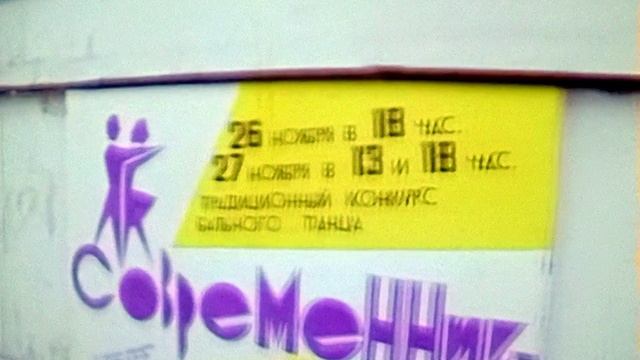 26 ноября в 18 час.
27 ноября в 13 и 18 час.
традиционный конкурс
бального танца
Современник